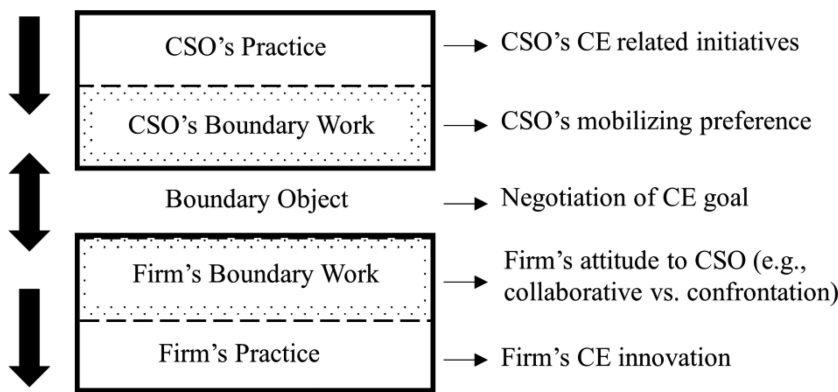 CSO’s Practice
CSO’s CE related initiatives
CSO’s Boundary Work
CSO’s mobilizing preference
Boundary Object
Negotiation of CE goal
Firm’s Boundary Work
Firm’s attitude to CSO (e.g.,
collaborative vs. confrontation)
Firm’s Practice
Firm’s CE innovation